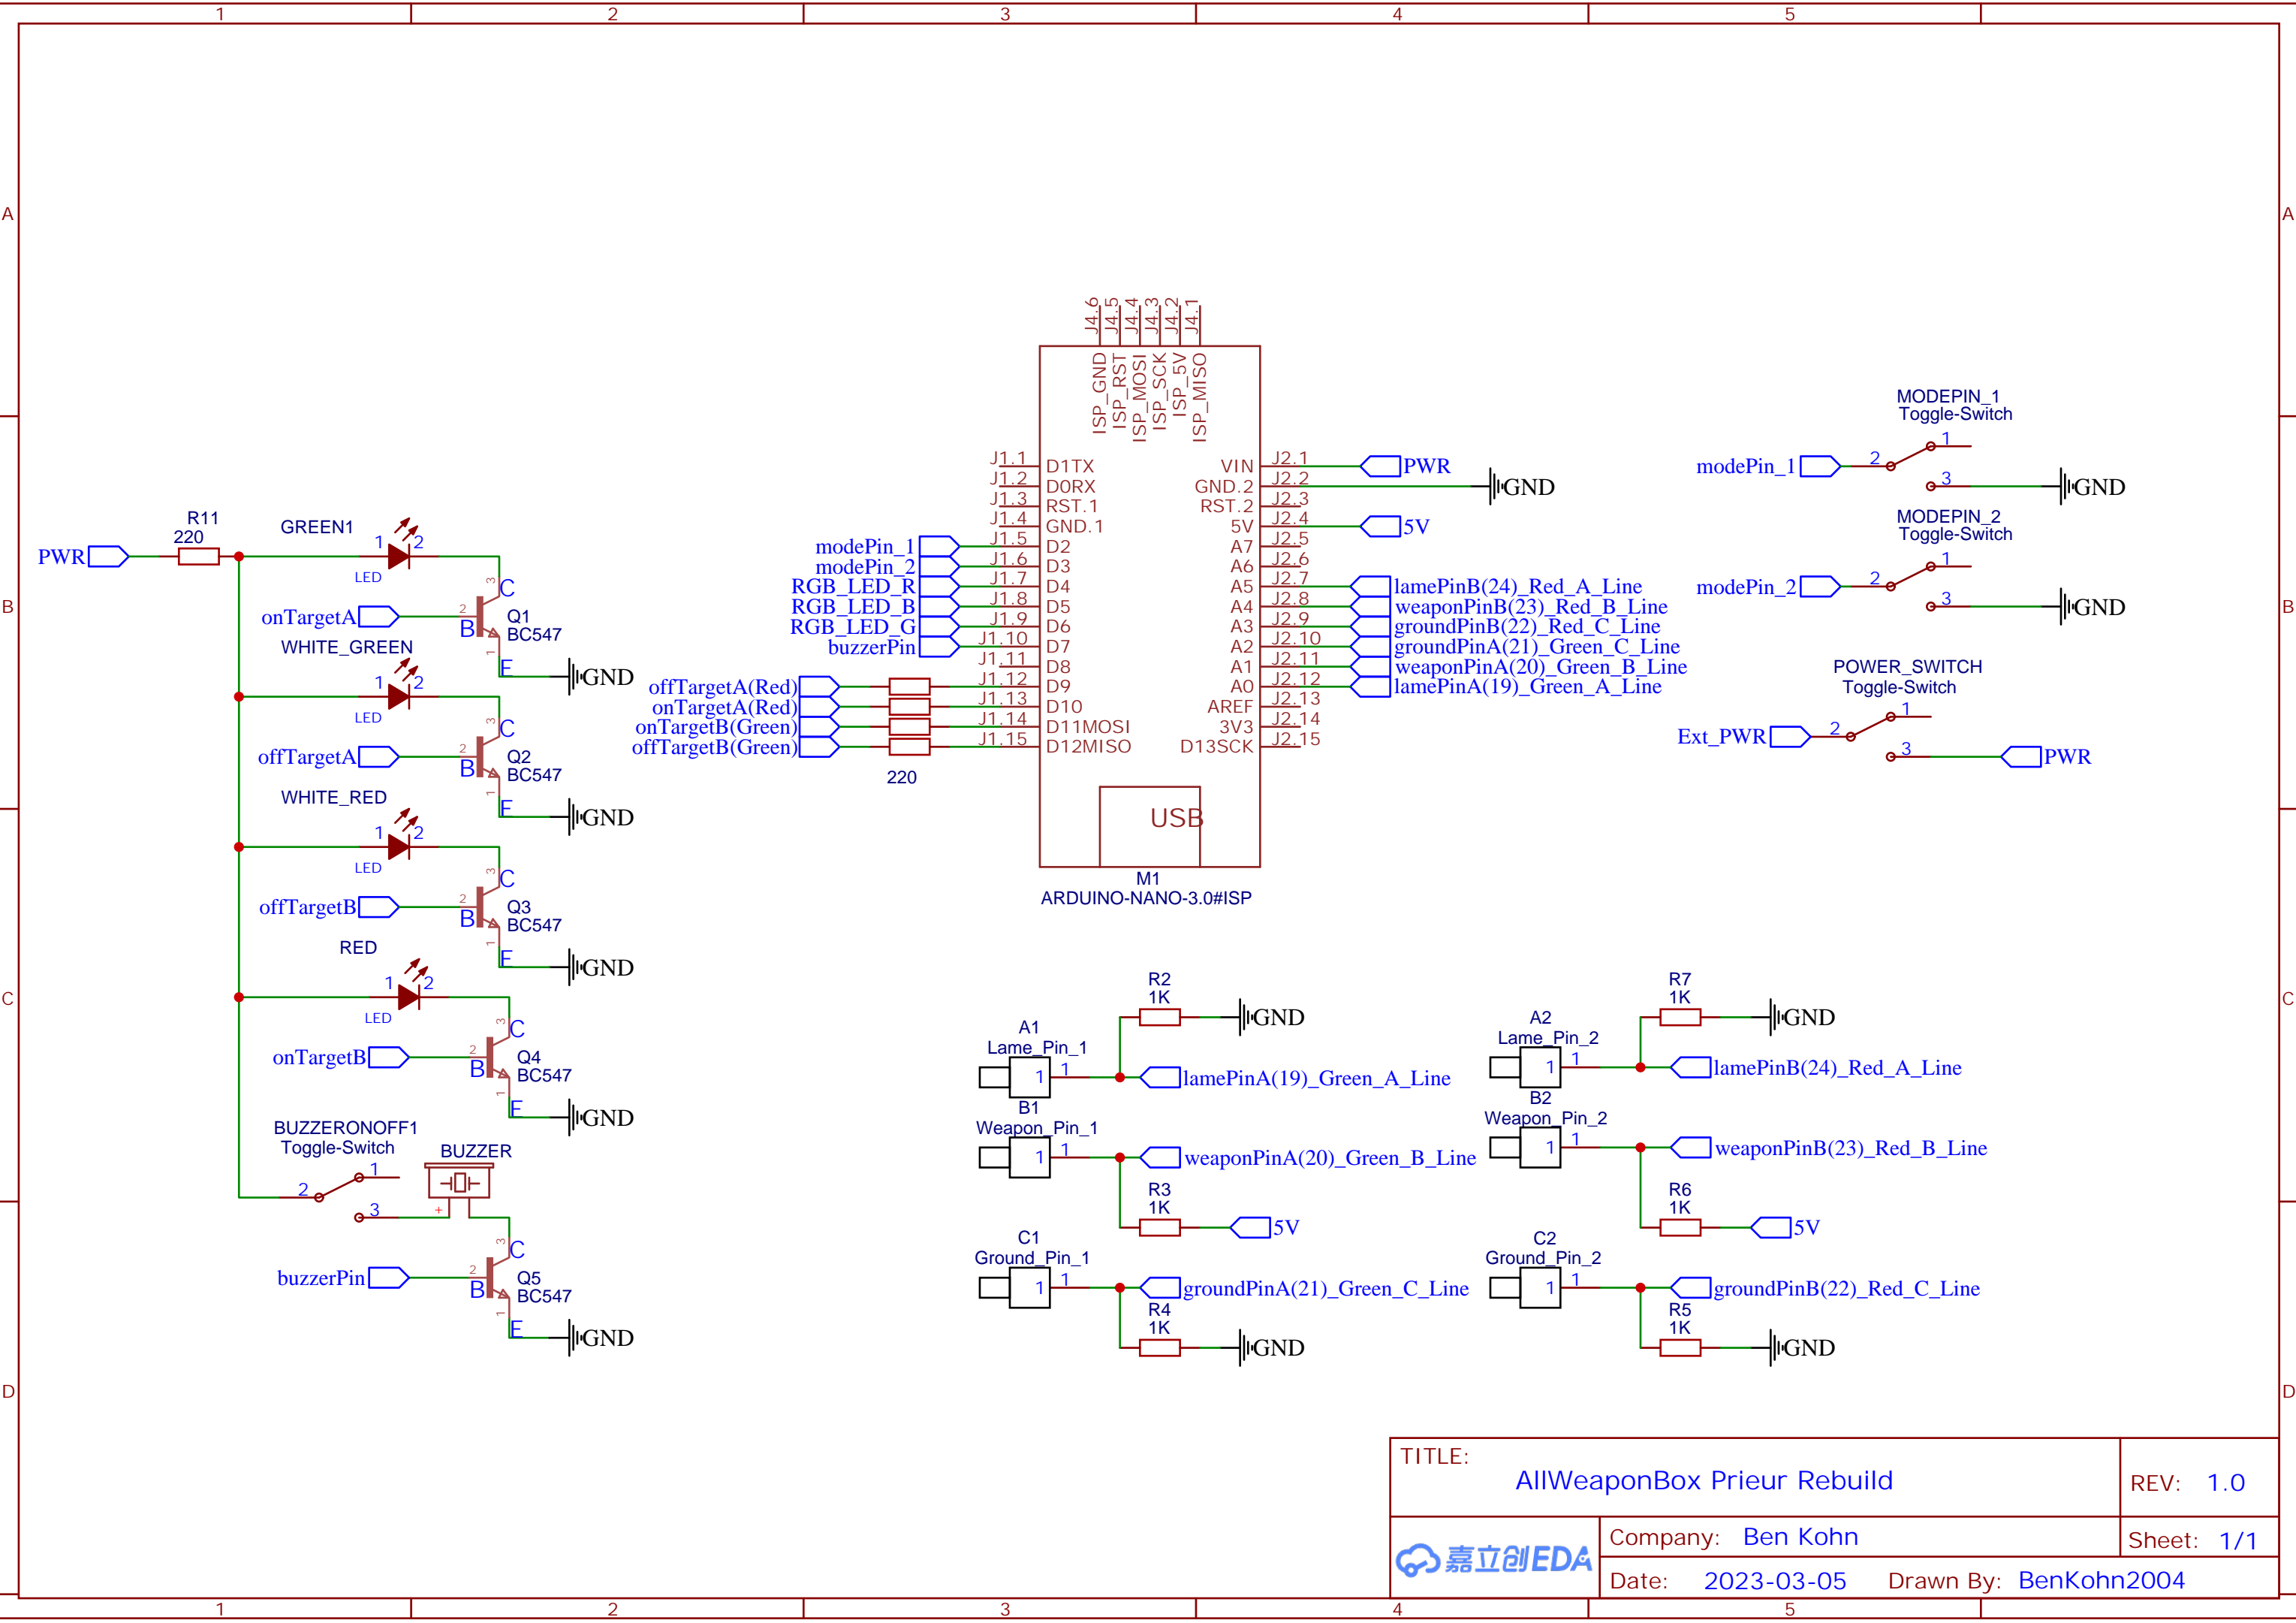 1 2 3 4 5
A
A
B
B
C
C
D
D
PWR
R11
220
GREEN1
1 2
LED
onTargetA
3 C
2 B
Q1
BC547
1 E
GND
WHITE_GREEN
1 2
LED
offTargetA
3 C
2 B
Q2
BC547
1 E
GND
WHITE_RED
1 2
LED
offTargetB
3 C
2 B
Q3
BC547
1 E
GND
RED
1 2
LED
onTargetB
3 C
2 B
Q4
BC547
1 E
GND
BUZZERONOFF1
Toggle-Switch
1
2
3
BUZZER
+
buzzerPin
3 C
2 B
Q5
BC547
1 E
GND
J4.6 J4.5 J4.4 J4.3 J4.2 J4.1
ISP_GND ISP_RST ISP_MOSI ISP_SCK ISP_5V ISP_MISO
J1.1 D1TX
J1.2 D0RX
J1.3 RST.1
J1.4 GND.1
modePin_1 J1.5 D2
modePin_2 J1.6 D3
RGB_LED_R J1.7 D4
RGB_LED_B J1.8 D5
RGB_LED_G J1.9 D6
buzzerPin J1.10 D7
J1.11 D8
offTargetA(Red) J1.12 D9
onTargetA(Red) J1.13 D10
onTargetB(Green) J1.14 D11MOSI
offTargetB(Green) J1.15 D12MISO
220
VIN J2.1 PWR
GND.2 J2.2 GND
RST.2 J2.3
5V J2.4 5V
A7 J2.5
A6 J2.6
A5 J2.7 lamePinB(24)_Red_A_Line
A4 J2.8 weaponPinB(23)_Red_B_Line
A3 J2.9 groundPinB(22)_Red_C_Line
A2 J2.10 groundPinA(21)_Green_C_Line
A1 J2.11 weaponPinA(20)_Green_B_Line
A0 J2.12 lamePinA(19)_Green_A_Line
AREF J2.13
3V3 J2.14
D13SCK J2.15
USB
M1
ARDUINO-NANO-3.0#ISP
MODEPIN_1
Toggle-Switch
modePin_1 2
1
3
GND
MODEPIN_2
Toggle-Switch
modePin_2 2
1
3
GND
POWER_SWITCH
Toggle-Switch
Ext_PWR 2
1
3
PWR
R2
1K
GND
A1
Lame_Pin_1
1 1
lamePinA(19)_Green_A_Line
B1
Weapon_Pin_1
1 1
weaponPinA(20)_Green_B_Line
R3
1K
5V
C1
Ground_Pin_1
1 1
groundPinA(21)_Green_C_Line
R4
1K
GND
R7
1K
GND
A2
Lame_Pin_2
1 1
lamePinB(24)_Red_A_Line
B2
Weapon_Pin_2
1 1
weaponPinB(23)_Red_B_Line
R6
1K
5V
C2
Ground_Pin_2
1 1
groundPinB(22)_Red_C_Line
R5
1K
GND
TITLE:
AllWeaponBox Prieur Rebuild
REV: 1.0
嘉立创EDA
Company: Ben Kohn
Sheet: 1/1
Date: 2023-03-05 Drawn By: BenKohn2004
1 2 3 4 5